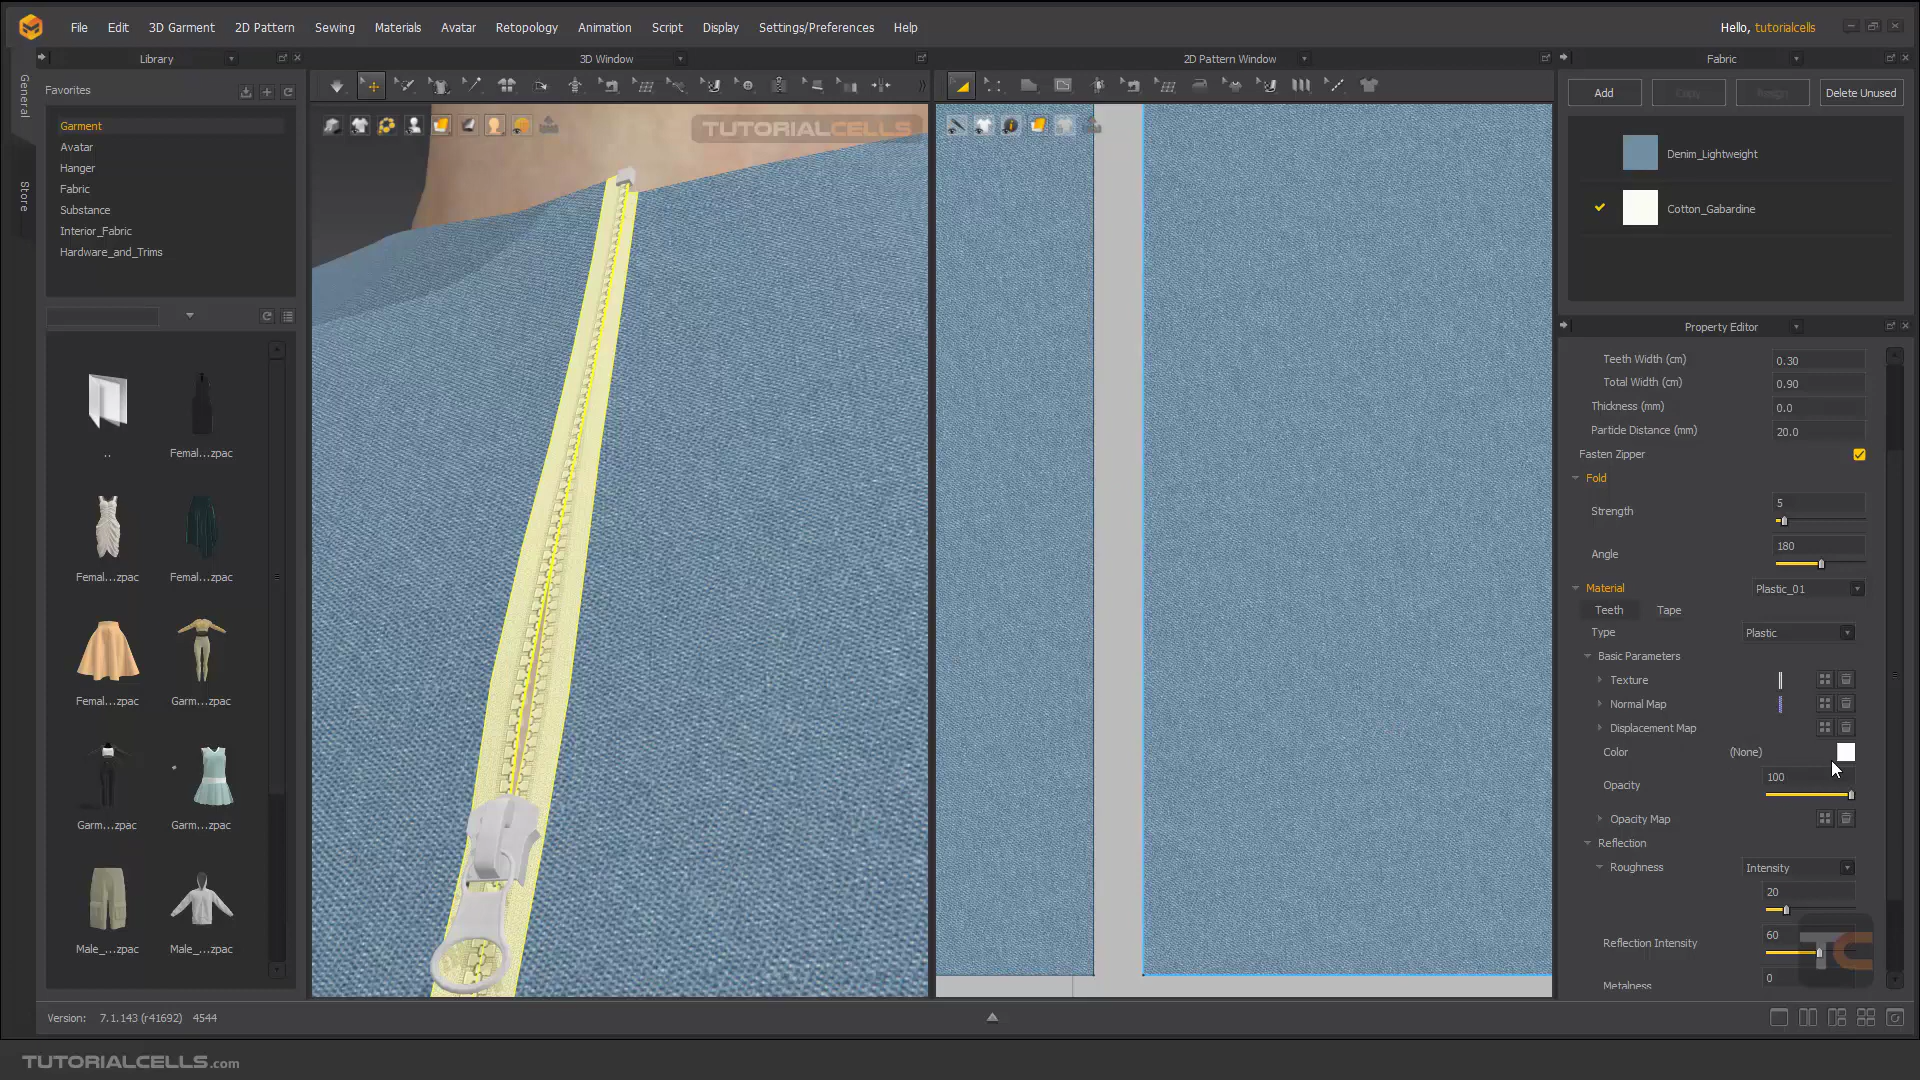 File Edit 3D Garment 2D Pattern Sewing Materials Avatar Retopology Animation Script Display Settings/Preferences Help Hello, tutorialcells
General
Store
Library
Favorites
Garment
Avatar
Hanger
Fabric
Substance
Interior_Fabric
Hardware_and_Trims
.. Femal...zpac
Femal...zpac Femal...zpac
Femal...zpac Garm...zpac
Garm...zpac Garm...zpac
Male_...zpac Male_...zpac
3D Window
TUTORIALCELLS
2D Pattern Window
Fabric
Add Copy Assign Delete Unused
Denim_Lightweight
Cotton_Gabardine
Property Editor
Teeth Width (cm) 0.30
Total Width (cm) 0.90
Thickness (mm) 0.0
Particle Distance (mm) 20.0
Fasten Zipper
Fold
Strength 5
Angle 180
Material Plastic_01
Teeth Tape
Type Plastic
Basic Parameters
Texture
Normal Map
Displacement Map
Color (None)
Opacity 100
Opacity Map
Reflection
Roughness Intensity
20
Reflection Intensity 60
Metalness 0
TC
Version: 7.1.143 (r41692) 4544
TUTORIALCELLS.com